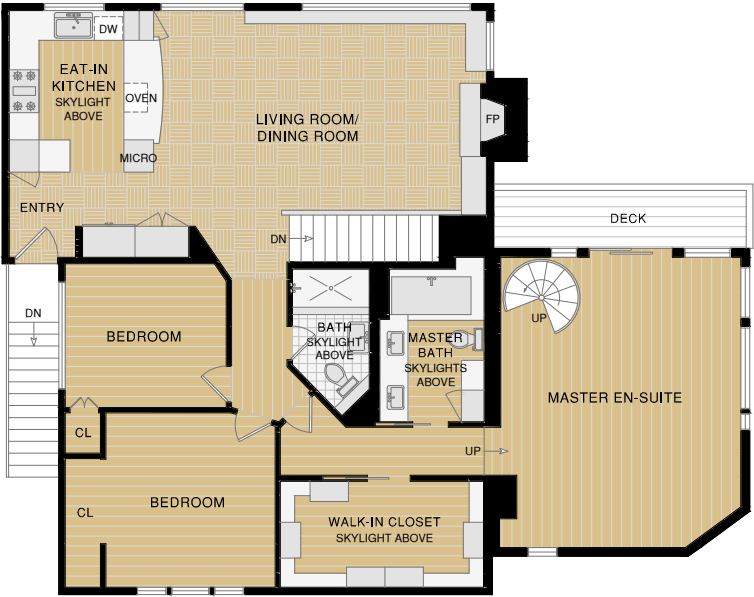 DW
EAT-IN
KITCHEN
SKYLIGHT
ABOVE
OVEN
MICRO
LIVING ROOM/
DINING ROOM
FP
ENTRY
DECK
DN
DN
UP
BEDROOM
BATH
SKYLIGHT
ABOVE
MASTER
BATH
SKYLIGHTS
ABOVE
MASTER EN-SUITE
CL
UP
BEDROOM
CL
WALK-IN CLOSET
SKYLIGHT ABOVE